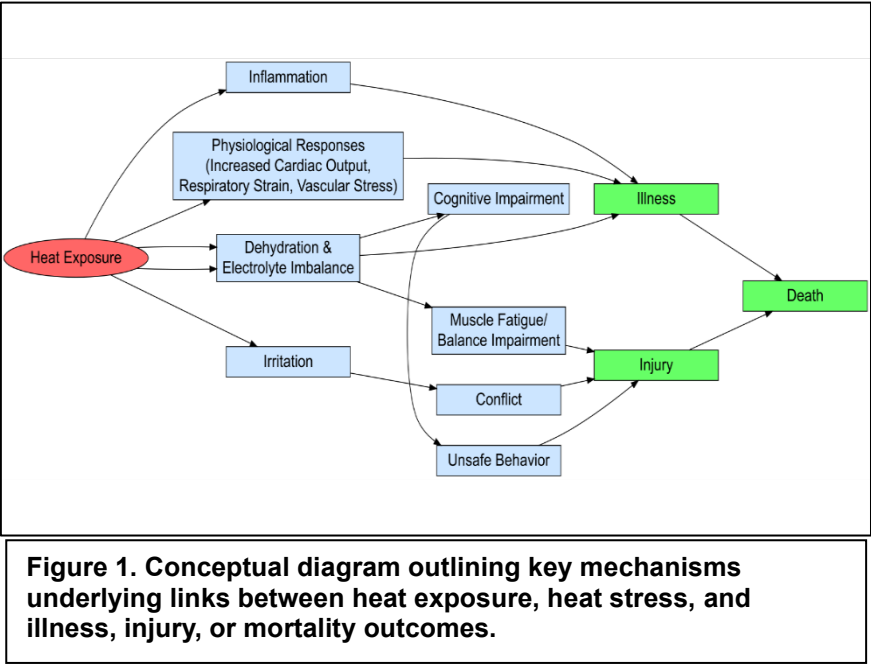 Inflammation
Physiological Responses
(Increased Cardiac Output,
Respiratory Strain, Vascular Stress)
Cognitive Impairment
Illness
Heat Exposure
Dehydration &
Electrolyte Imbalance
Death
Muscle Fatigue/
Balance Impairment
Irritation
Injury
Conflict
Unsafe Behavior
Figure 1. Conceptual diagram outlining key mechanisms
underlying links between heat exposure, heat stress, and
illness, injury, or mortality outcomes.